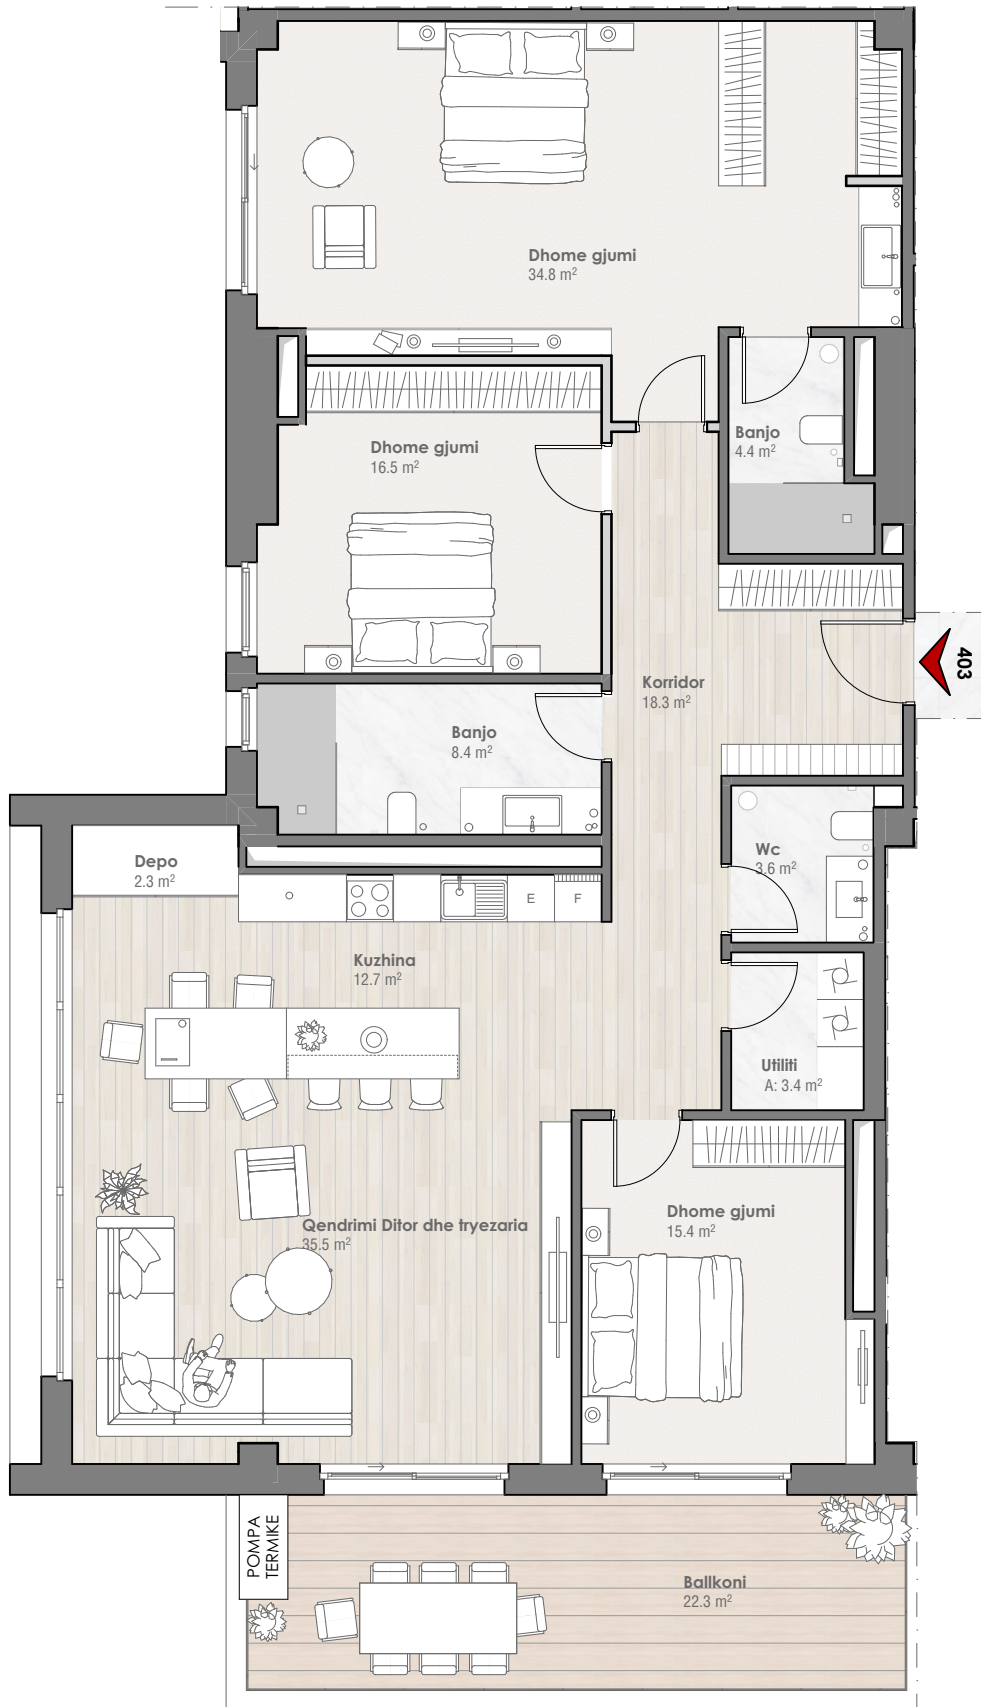 Dhome gjumi
34.8 m²
Banjo
4.4 m²
Dhome gjumi
16.5 m²
403
Korridor
18.3 m²
Banjo
8.4 m²
Wc
3.6 m²
Depo
2.3 m²
E
F
Kuzhina
12.7 m²
Utiliti
A: 3.4 m²
Dhome gjumi
15.4 m²
Qendrimi Ditor dhe tryezaria
35.5 m²
POMPA
TERMIKE
Ballkoni
22.3 m²